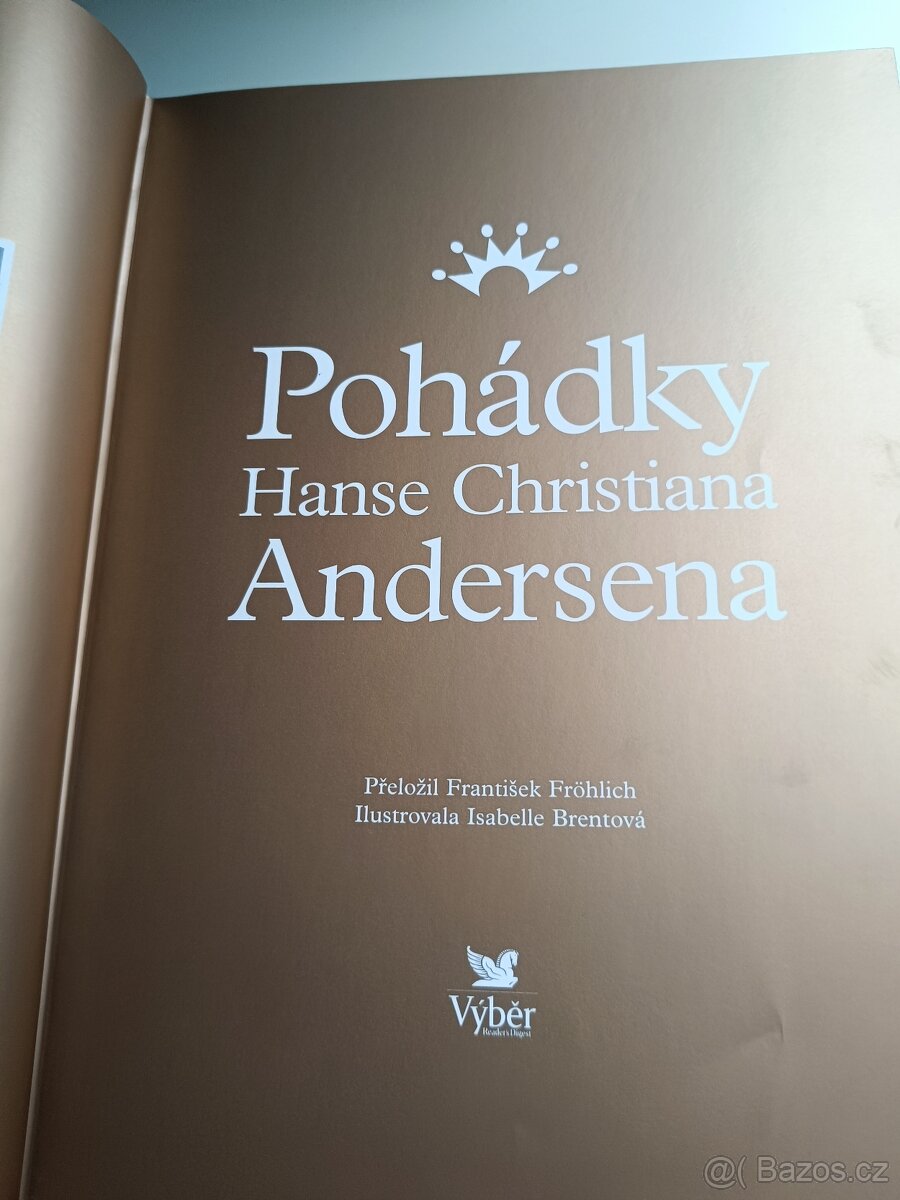 Pohádky
Hanse Christiana
Andersena
Přeložil František Fröhlich
Ilustrovala Isabelle Brentová
Výběr
Reader's Digest
@( Bazos.cz